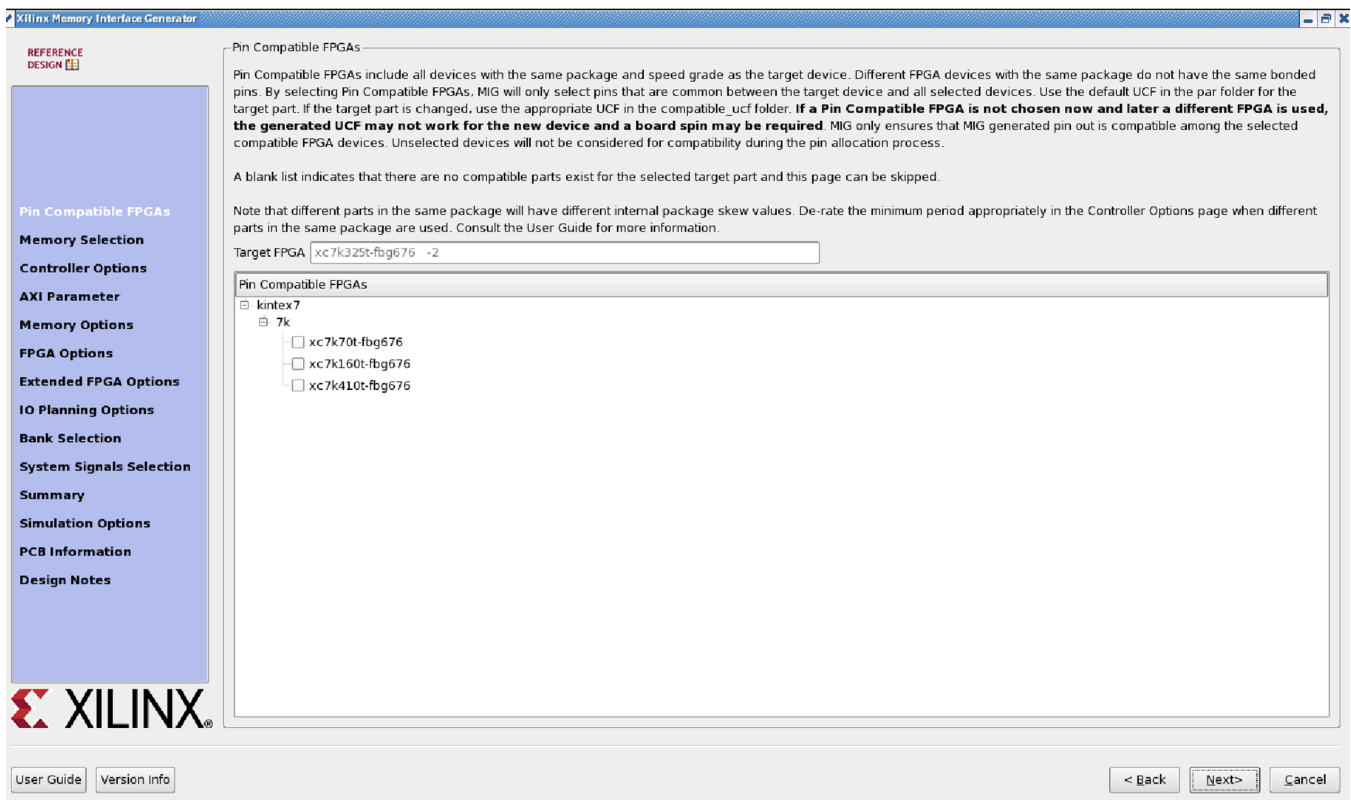 Xilinx Memory Interface Generator
REFERENCE
DESIGN
Pin Compatible FPGAs
Memory Selection
Controller Options
AXI Parameter
Memory Options
FPGA Options
Extended FPGA Options
IO Planning Options
Bank Selection
System Signals Selection
Summary
Simulation Options
PCB Information
Design Notes
XILINX®
Pin Compatible FPGAs
Pin Compatible FPGAs include all devices with the same package and speed grade as the target device. Different FPGA devices with the same package do not have the same bonded
pins. By selecting Pin Compatible FPGAs, MIG will only select pins that are common between the target device and all selected devices. Use the default UCF in the par folder for the
target part. If the target part is changed, use the appropriate UCF in the compatible_ucf folder. If a Pin Compatible FPGA is not chosen now and later a different FPGA is used,
the generated UCF may not work for the new device and a board spin may be required. MIG only ensures that MIG generated pin out is compatible among the selected
compatible FPGA devices. Unselected devices will not be considered for compatibility during the pin allocation process.
A blank list indicates that there are no compatible parts exist for the selected target part and this page can be skipped.
Note that different parts in the same package will have different internal package skew values. De-rate the minimum period appropriately in the Controller Options page when different
parts in the same package are used. Consult the User Guide for more information.
Target FPGA xc7k325t-fbg676 -2
Pin Compatible FPGAs
kintex7
7k
xc7k70t-fbg676
xc7k160t-fbg676
xc7k410t-fbg676
User Guide Version Info < Back Next> Cancel